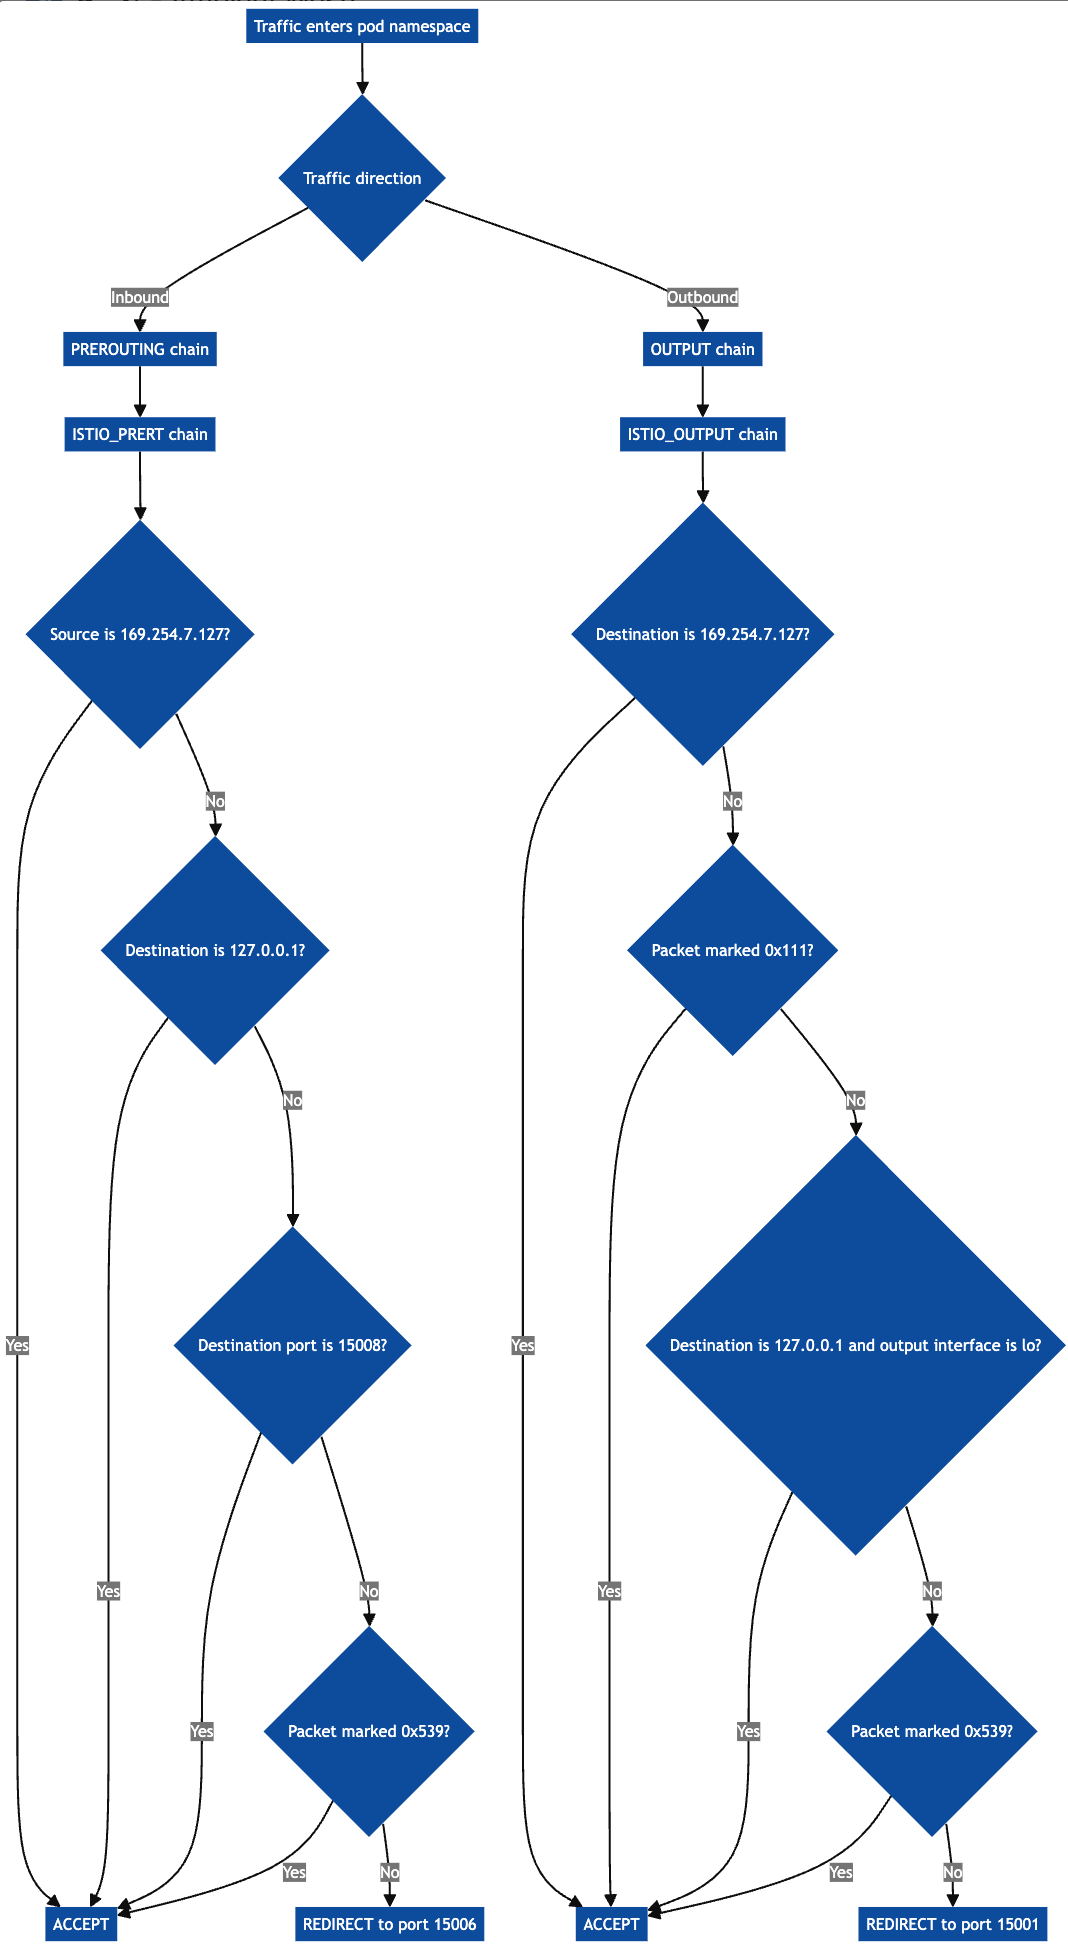 Traffic enters pod namespace
Traffic direction
Inbound
Outbound
PREROUTING chain
OUTPUT chain
ISTIO_PRERT chain
ISTIO_OUTPUT chain
Source is 169.254.7.127?
Destination is 169.254.7.127?
No
No
Destination is 127.0.0.1?
Packet marked 0x111?
No
No
Yes
Destination port is 15008?
Yes
Destination is 127.0.0.1 and output interface is lo?
Yes
No
Yes
No
Yes
Packet marked 0x539?
Yes
Packet marked 0x539?
Yes
No
Yes
No
ACCEPT
REDIRECT to port 15006
ACCEPT
REDIRECT to port 15001